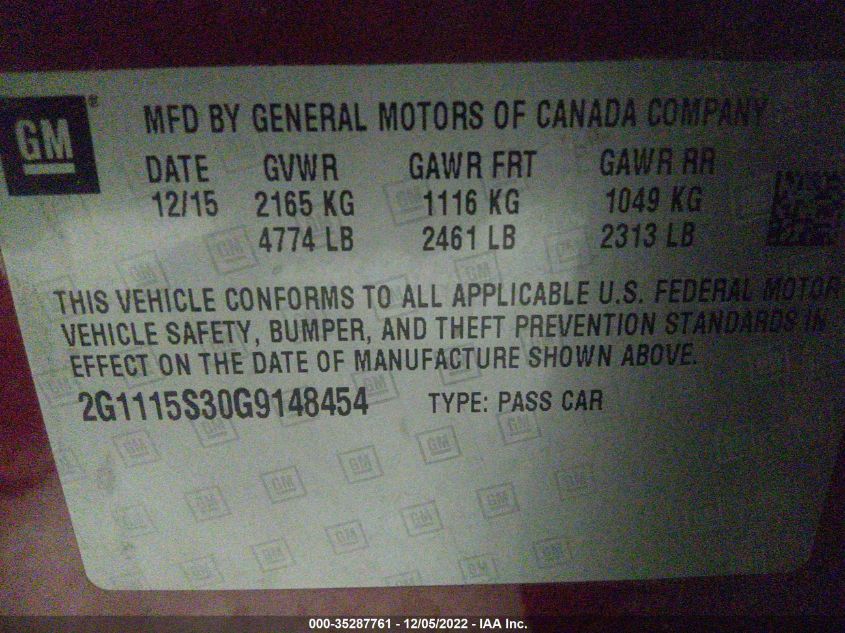 GM®
MFD BY GENERAL MOTORS OF CANADA COMPANY
DATE GVWR GAWR FRT GAWR RR
12/15 2165 KG 1116 KG 1049 KG
4774 LB 2461 LB 2313 LB
THIS VEHICLE CONFORMS TO ALL APPLICABLE U.S. FEDERAL MOTOR
VEHICLE SAFETY, BUMPER, AND THEFT PREVENTION STANDARDS IN
EFFECT ON THE DATE OF MANUFACTURE SHOWN ABOVE.
2G1115S30G9148454 TYPE: PASS CAR
000-35287761 - 12/05/2022 - IAA Inc.